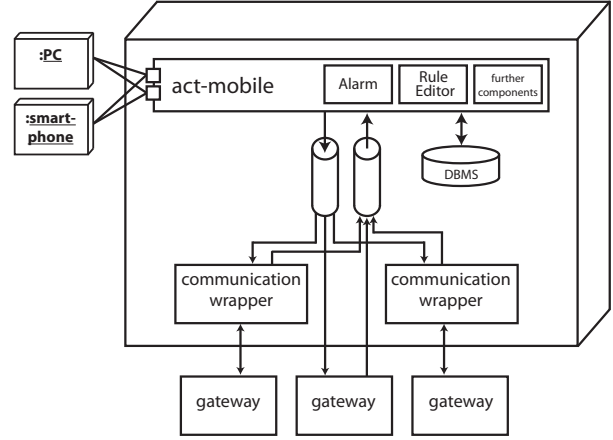 :PC
:smart-
phone
act-mobile
Alarm
Rule
Editor
further
components
DBMS
communication
wrapper
communication
wrapper
gateway
gateway
gateway